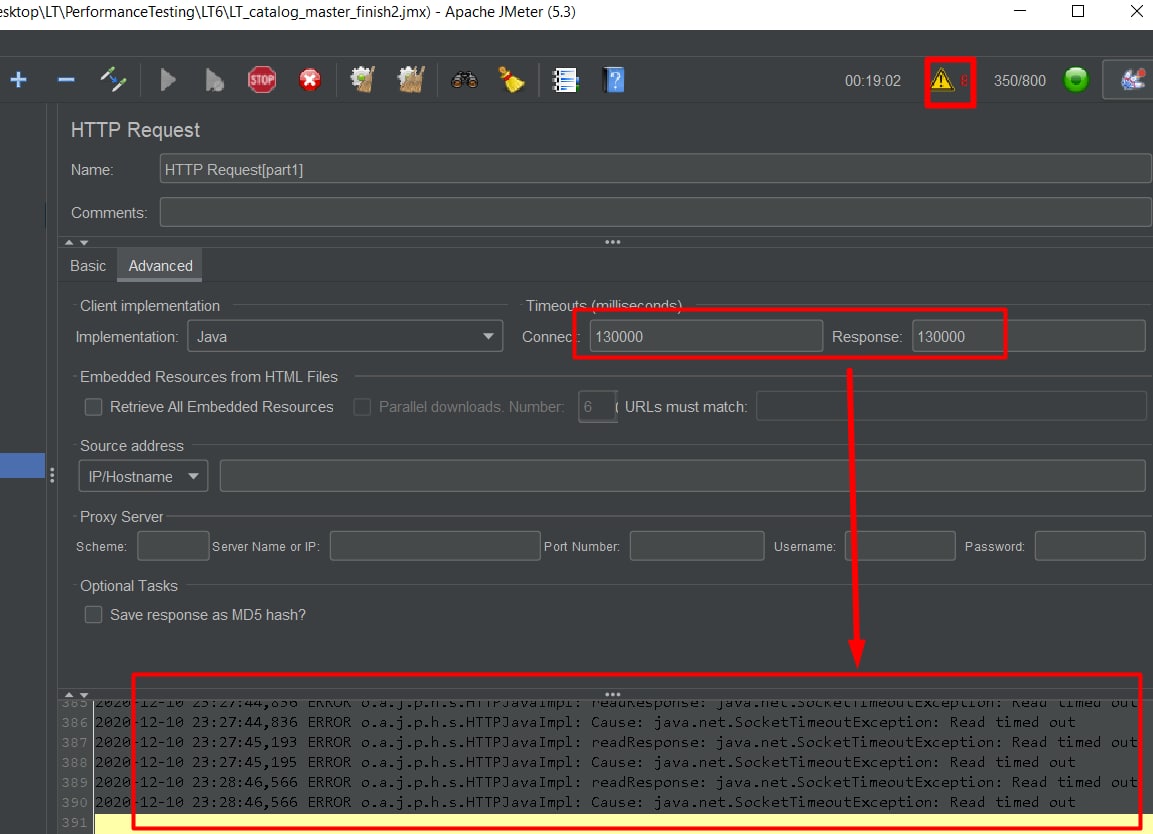 esktop\LT\PerformanceTesting\LT6\LT_catalog_master_finish2.jmx) - Apache JMeter (5.3)
STOP
?
00:19:02
350/800
HTTP Request
Name:
HTTP Request[part1]
Comments:
Basic
Advanced
Client implementation
Timeouts (milliseconds)
Implementation:
Java
Connect:
130000
Response:
130000
Embedded Resources from HTML Files
Retrieve All Embedded Resources
Parallel downloads. Number:
6
URLs must match:
Source address
IP/Hostname
Proxy Server
Scheme:
Server Name or IP:
Port Number:
Username:
Password:
Optional Tasks
Save response as MD5 hash?
385 2020-12-10 23:27:44,836 ERROR o.a.j.p.h.s.HTTPJavaImpl: readResponse: java.net.SocketTimeoutException: Read timed out
386 2020-12-10 23:27:44,836 ERROR o.a.j.p.h.s.HTTPJavaImpl: Cause: java.net.SocketTimeoutException: Read timed out
387 2020-12-10 23:27:45,193 ERROR o.a.j.p.h.s.HTTPJavaImpl: readResponse: java.net.SocketTimeoutException: Read timed out
388 2020-12-10 23:27:45,195 ERROR o.a.j.p.h.s.HTTPJavaImpl: Cause: java.net.SocketTimeoutException: Read timed out
389 2020-12-10 23:28:46,566 ERROR o.a.j.p.h.s.HTTPJavaImpl: readResponse: java.net.SocketTimeoutException: Read timed out
390 2020-12-10 23:28:46,566 ERROR o.a.j.p.h.s.HTTPJavaImpl: Cause: java.net.SocketTimeoutException: Read timed out
391